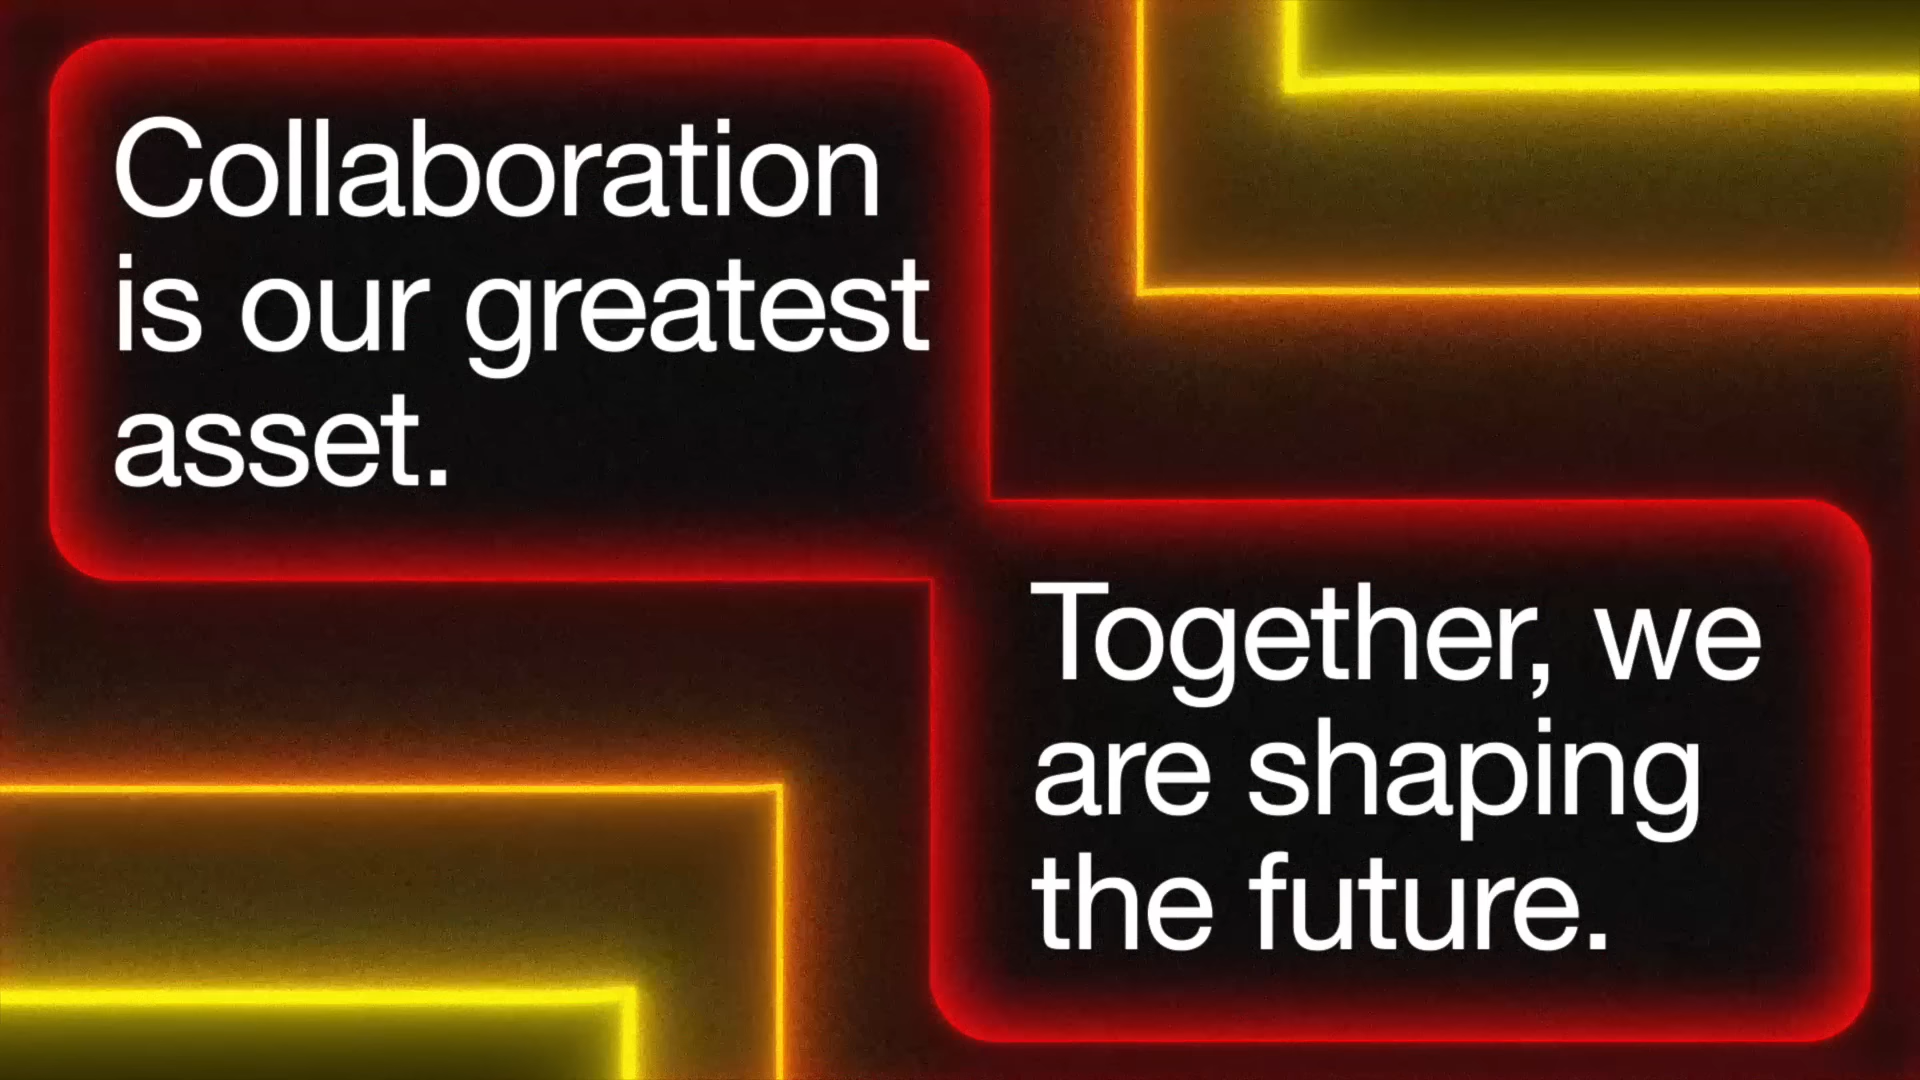 Collaboration
is our greatest
asset.
Together, we
are shaping
the future.